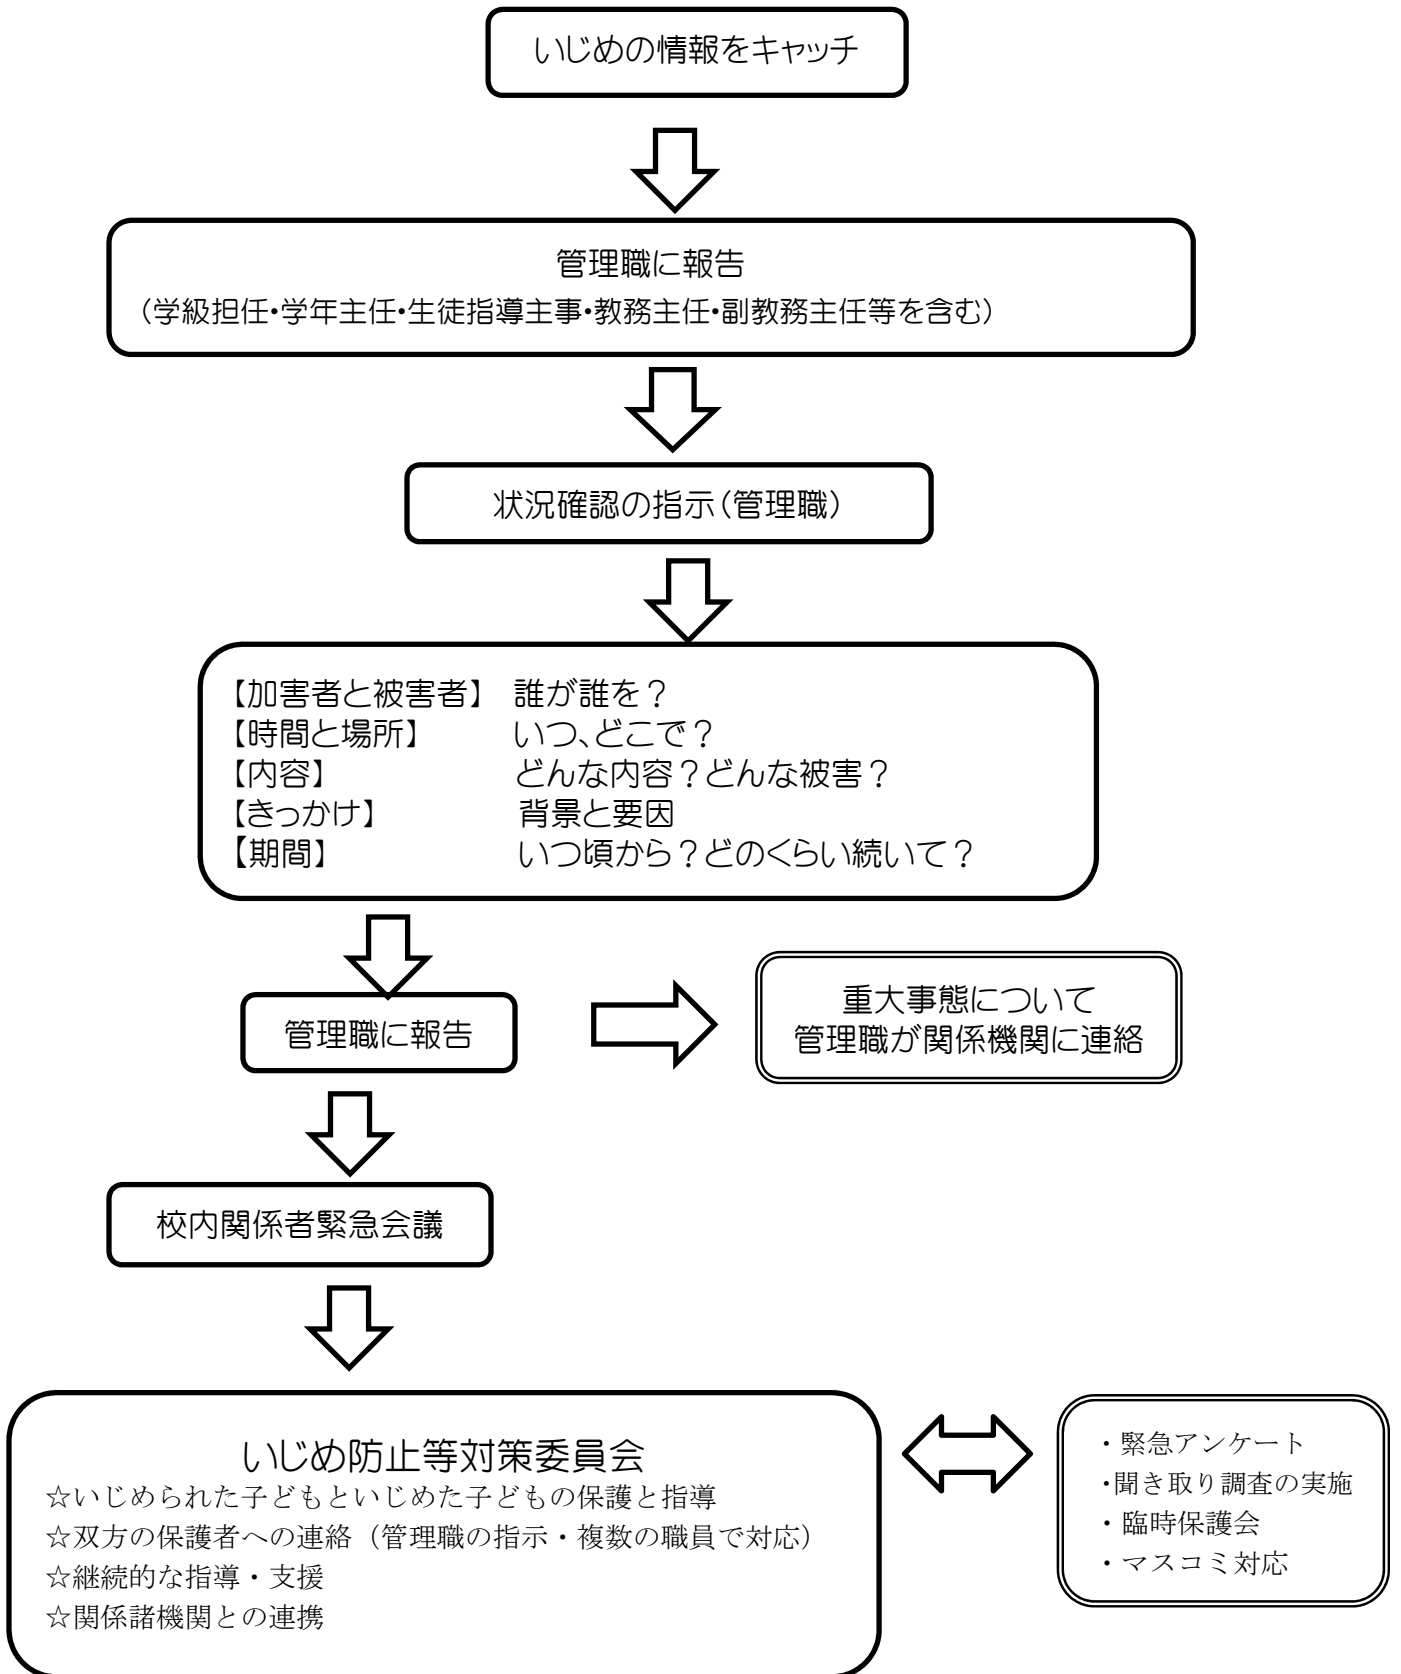 いじめの情報をキャッチ
管理職に報告
（学級担任・学年主任・生徒指導主事・教務主任・副教務主任等を含む）
状況確認の指示（管理職）
【加害者と被害者】 誰が誰を？
【時間と場所】 いつ、どこで？
【内容】 どんな内容？どんな被害？
【きっかけ】 背景と要因
【期間】 いつ頃から？どのくらい続いて？
管理職に報告
重大事態について
管理職が関係機関に連絡
校内関係者緊急会議
いじめ防止等対策委員会
☆いじめられた子どもといじめた子どもの保護と指導
☆双方の保護者への連絡（管理職の指示・複数の職員で対応）
☆継続的な指導・支援
☆関係諸機関との連携
・緊急アンケート
・聞き取り調査の実施
・臨時保護会
・マスコミ対応